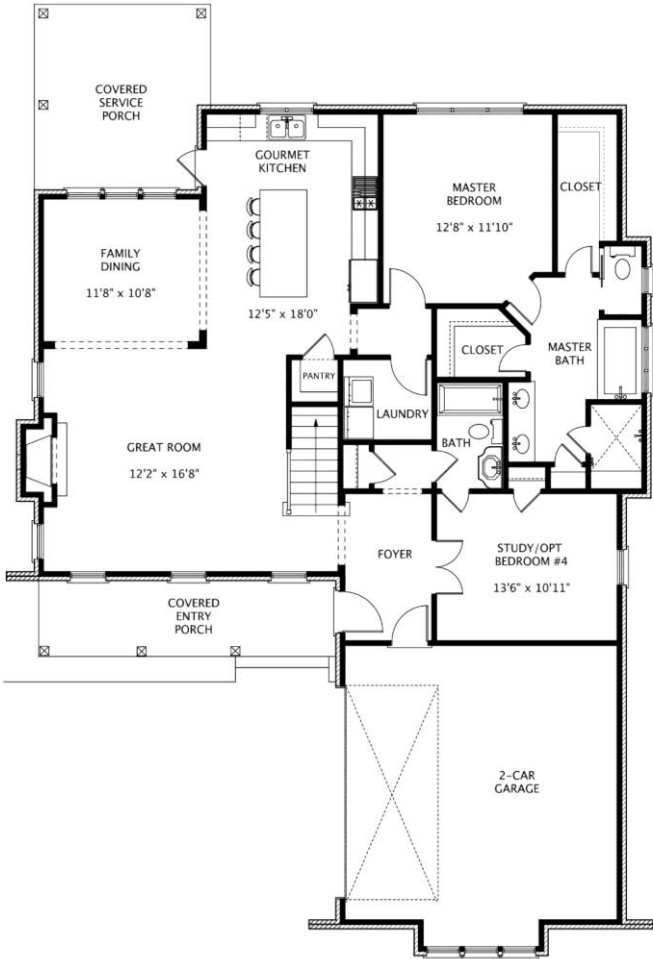 COVERED
SERVICE
PORCH
GOURMET
KITCHEN
12'5" x 18'0"
MASTER
BEDROOM
12'8" x 11'10"
CLOSET
FAMILY
DINING
11'8" x 10'8"
CLOSET
MASTER
BATH
PANTRY
LAUNDRY
BATH
GREAT ROOM
12'2" x 16'8"
FOYER
STUDY/OPT
BEDROOM #4
13'6" x 10'11"
COVERED
ENTRY
PORCH
2-CAR
GARAGE